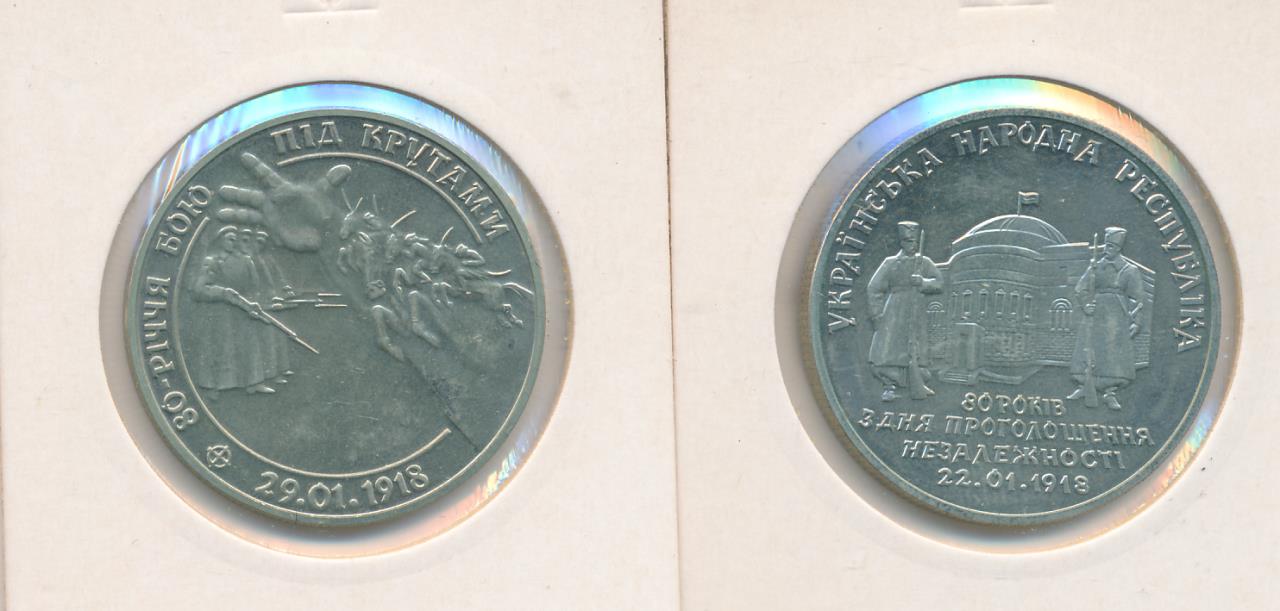 80-РІЧЧЯ БОЮ ПІД КРУТАМИ
29.01.1918
УКРАЇНСЬКА НАРОДНА РЕСПУБЛІКА
80 РОКІВ
З ДНЯ ПРОГОЛОШЕННЯ
НЕЗАЛЕЖНОСТІ
22.01.1918